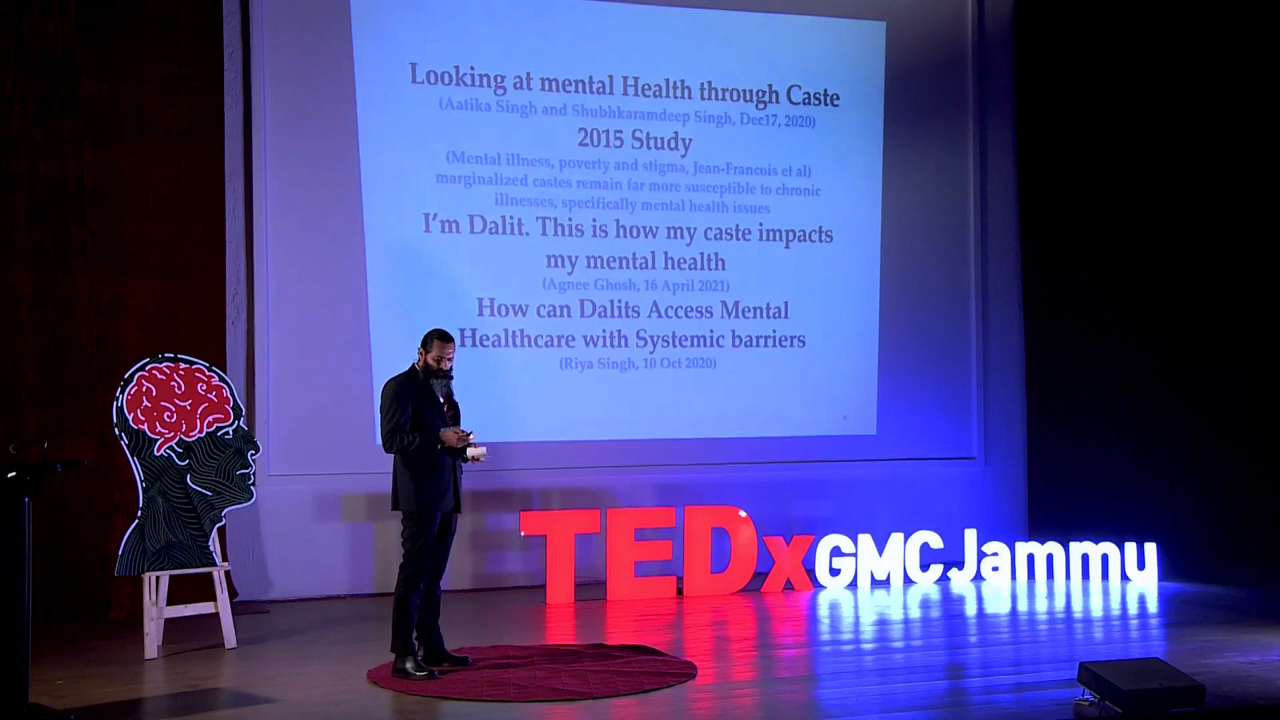 Looking at mental Health through Caste
(Aatika Singh and Shubhkaramdeep Singh, Dec17, 2020)
2015 Study
(Mental illness, poverty and stigma, Jean-Francois et al)
marginalized castes remain far more susceptible to chronic
illnesses, specifically mental health issues
I'm Dalit. This is how my caste impacts
my mental health
(Agnee Ghosh, 16 April 2021)
How can Dalits Access Mental
Healthcare with Systemic barriers
(Riya Singh, 10 Oct 2020)
TEDxGMCJammu